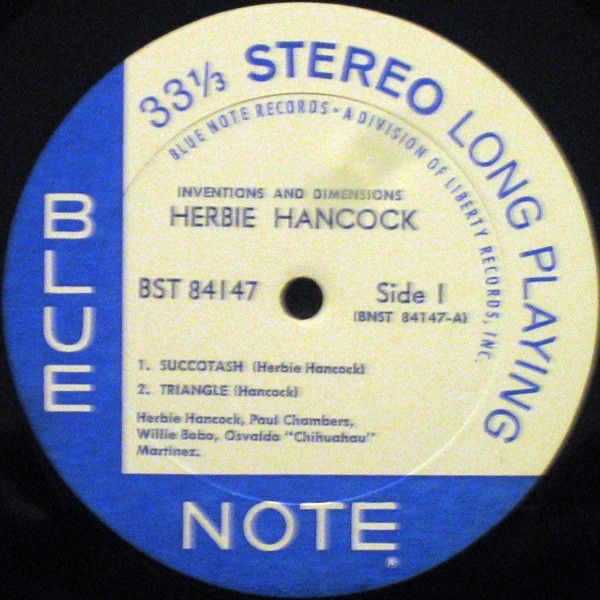 33⅓ STEREO LONG PLAYING
BLUE NOTE RECORDS • A DIVISION OF LIBERTY RECORDS, INC.
INVENTIONS AND DIMENSIONS
HERBIE HANCOCK
BST 84147
Side 1
(BNST 84147-A)
1. SUCCOTASH (Herbie Hancock)
2. TRIANGLE (Hancock)
Herbie Hancock, Paul Chambers,
Willie Bobo, Osvaldo "Chihuahau"
Martinez.
BLUE
NOTE
®